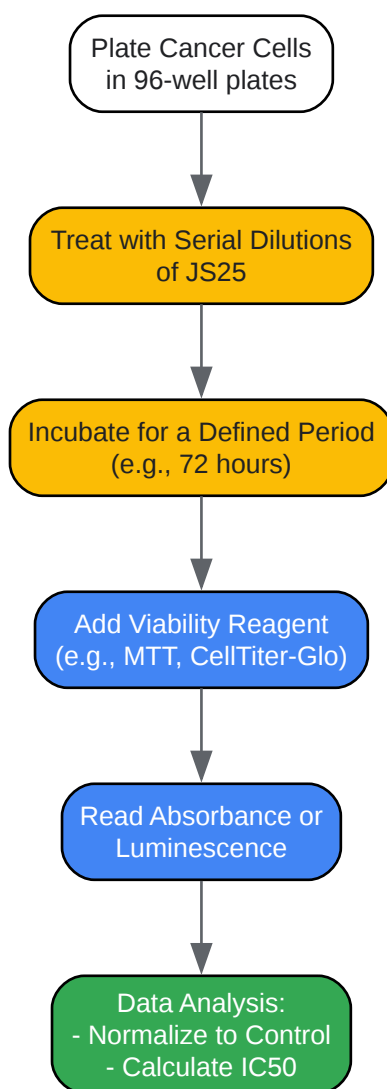 Plate Cancer Cells
in 96-well plates
Treat with Serial Dilutions
of JS25
Incubate for a Defined Period
(e.g., 72 hours)
Add Viability Reagent
(e.g., MTT, CellTiter-Glo)
Read Absorbance or
Luminescence
Data Analysis:
- Normalize to Control
- Calculate IC50